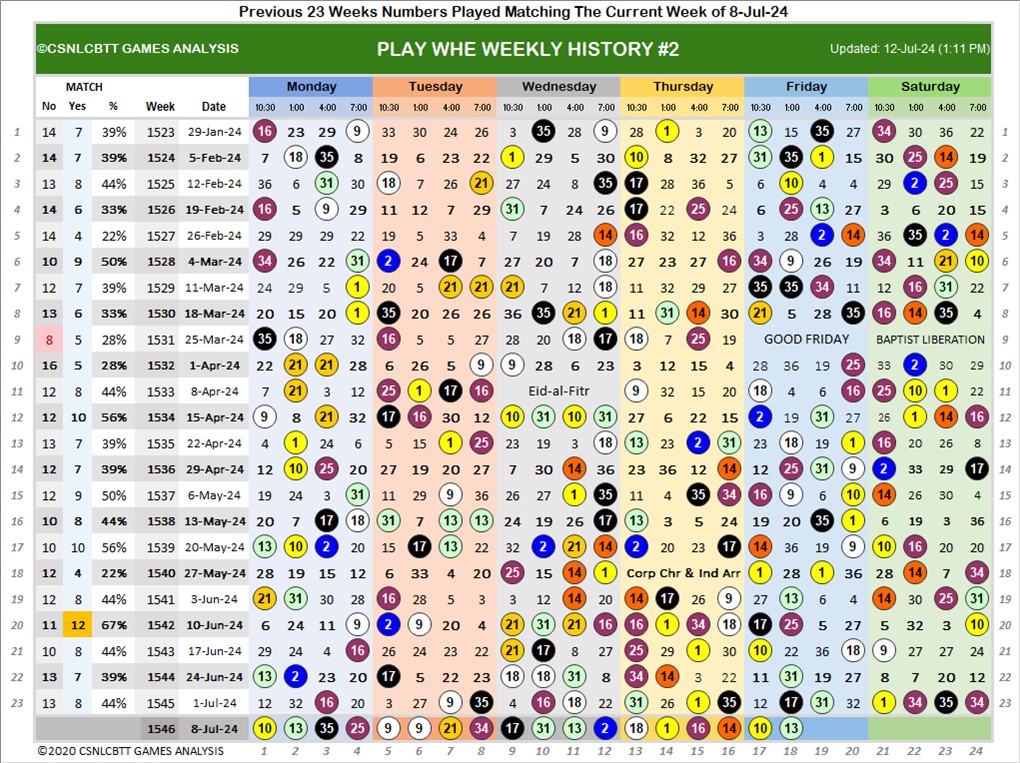 Previous 23 Weeks Numbers Played Matching The Current Week of 8-Jul-24
©CSNLCBTT GAMES ANALYSIS PLAY WHE WEEKLY HISTORY #2 Updated: 12-Jul-24 (1:11 PM)
MATCH Monday Tuesday Wednesday Thursday Friday Saturday
No Yes % Week Date 10:30 1:00 4:00 7:00 10:30 1:00 4:00 7:00 10:30 1:00 4:00 7:00 10:30 1:00 4:00 7:00 10:30 1:00 4:00 7:00 10:30 1:00 4:00 7:00
1 14 7 39% 1523 29-Jan-24 16 23 29 9 33 30 24 26 3 35 28 9 28 1 3 20 13 15 35 27 34 30 36 22 1
2 14 7 39% 1524 5-Feb-24 7 18 35 8 19 6 23 22 1 29 5 30 10 8 32 27 31 35 1 15 30 25 14 19 2
3 13 8 44% 1525 12-Feb-24 36 6 31 30 18 7 26 21 27 24 8 35 17 28 36 5 6 10 4 4 29 2 25 15 3
4 14 6 33% 1526 19-Feb-24 16 5 9 29 11 12 7 29 31 7 24 26 17 22 25 24 6 25 13 27 3 6 20 15 4
5 14 4 22% 1527 26-Feb-24 29 29 29 22 19 5 33 4 7 19 28 14 16 15 12 36 3 28 2 14 36 35 2 14 5
6 10 9 50% 1528 4-Mar-24 34 26 22 31 2 24 17 7 27 20 7 18 27 23 27 16 34 9 26 19 34 11 21 10 6
7 12 7 39% 1529 11-Mar-24 24 29 5 1 20 5 21 21 21 7 12 18 11 32 29 27 35 35 34 11 12 16 31 22 7
8 13 6 33% 1530 18-Mar-24 20 15 20 1 35 20 26 26 36 35 21 1 11 31 14 30 21 5 28 35 16 14 35 4 8
9 8 5 28% 1531 25-Mar-24 35 18 27 32 16 5 5 27 28 20 18 17 18 7 25 19 GOOD FRIDAY BAPTIST LIBERATION 9
10 16 5 28% 1532 1-Apr-24 22 21 21 28 6 26 5 9 9 28 6 23 3 12 15 4 28 36 19 25 33 2 30 29 10
11 12 8 44% 1533 8-Apr-24 7 21 3 12 25 1 17 16 Eid-al-Fitr 9 32 15 20 18 4 6 16 25 10 1 22 11
12 12 10 56% 1534 15-Apr-24 9 8 21 32 17 16 30 12 10 31 10 31 27 6 22 15 2 19 31 27 26 1 14 16 12
13 13 7 39% 1535 22-Apr-24 4 1 24 6 5 15 1 25 23 19 3 18 13 23 2 31 23 18 19 1 16 20 26 8 13
14 12 7 39% 1536 29-Apr-24 12 10 25 20 27 19 20 27 7 30 14 36 23 36 12 14 12 25 31 9 2 33 29 17 14
15 12 9 50% 1537 6-May-24 19 24 3 31 11 29 9 36 26 27 1 35 11 4 35 34 16 9 6 10 14 26 30 4 15
16 10 8 44% 1538 13-May-24 20 7 17 18 31 7 13 13 24 19 26 17 13 3 5 24 19 20 35 1 6 19 3 36 16
17 10 10 56% 1539 20-May-24 13 10 2 20 15 17 13 22 32 2 21 14 2 20 23 17 14 36 19 9 10 16 20 20 17
18 12 4 22% 1540 27-May-24 28 19 15 12 6 33 4 20 25 15 14 1 Corp Chr & Ind Arr 1 28 1 36 28 14 7 34 18
19 12 8 44% 1541 3-Jun-24 21 31 30 28 16 28 5 3 3 12 14 20 14 17 26 9 27 13 6 4 14 30 25 31 19
20 11 12 67% 1542 10-Jun-24 6 24 11 9 2 9 20 4 21 31 21 16 16 1 34 18 17 25 5 27 5 32 3 10 20
21 10 8 44% 1543 17-Jun-24 29 24 4 16 26 24 23 22 21 17 8 27 25 29 1 30 10 22 36 18 9 27 27 24 21
22 13 7 39% 1544 24-Jun-24 13 2 23 20 17 5 22 23 18 18 31 8 34 14 3 22 11 31 19 27 8 7 20 12 22
23 13 8 44% 1545 1-Jul-24 12 32 16 20 3 27 9 35 4 16 18 22 31 26 1 35 12 17 31 32 1 34 35 34 23
1546 8-Jul-24 10 13 35 25 9 9 21 34 17 31 13 2 18 1 16 14 10 13
©2020 CSNLCBTT GAMES ANALYSIS 1 2 3 4 5 6 7 8 9 10 11 12 13 14 15 16 17 18 19 20 21 22 23 24